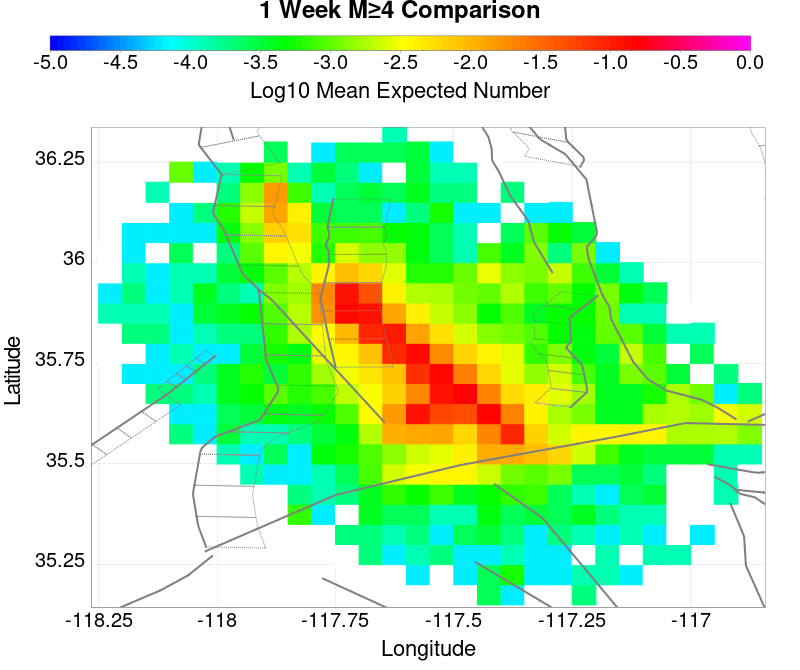 1 Week M≥4 Comparison
-5.0 -4.5 -4.0 -3.5 -3.0 -2.5 -2.0 -1.5 -1.0 -0.5 0.0
Log10 Mean Expected Number
36.25
36
35.75
35.5
35.25
Latitude
-118.25 -118 -117.75 -117.5 -117.25 -117
Longitude